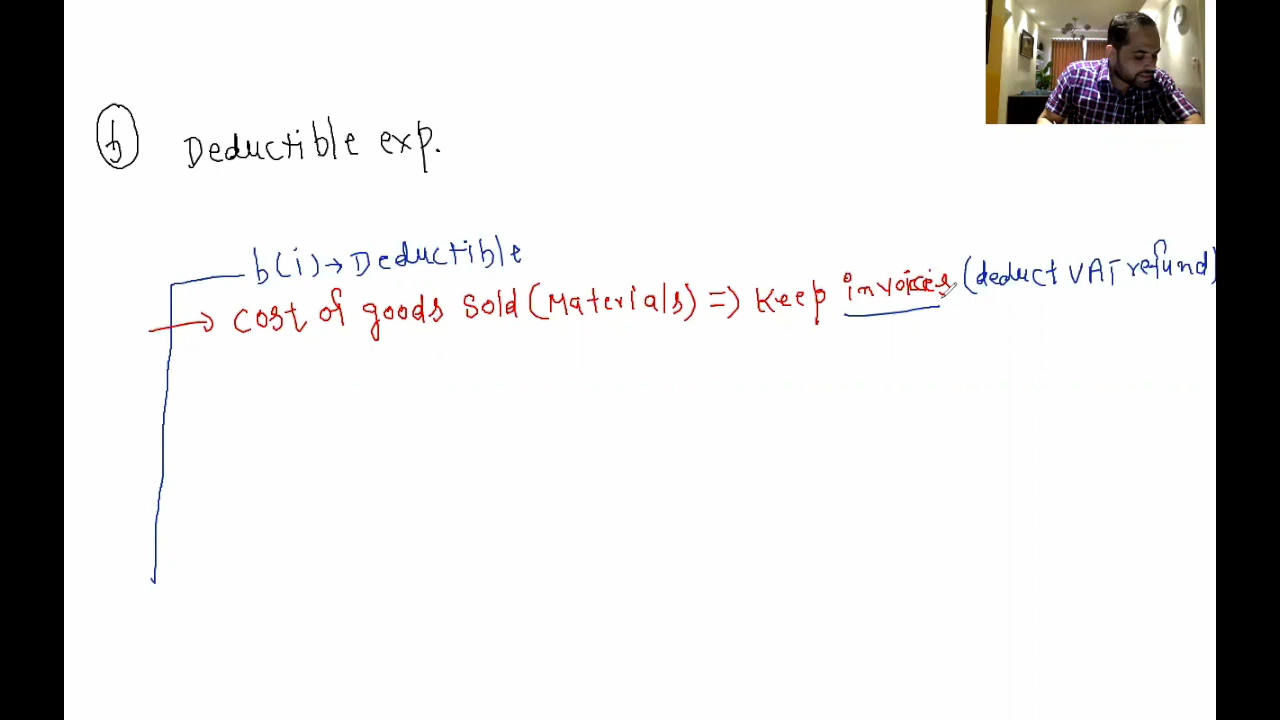 b Deductible exp.
b(i) → Deductible
→ Cost of goods sold (Materials) => Keep invoices (deduct VAT refund)